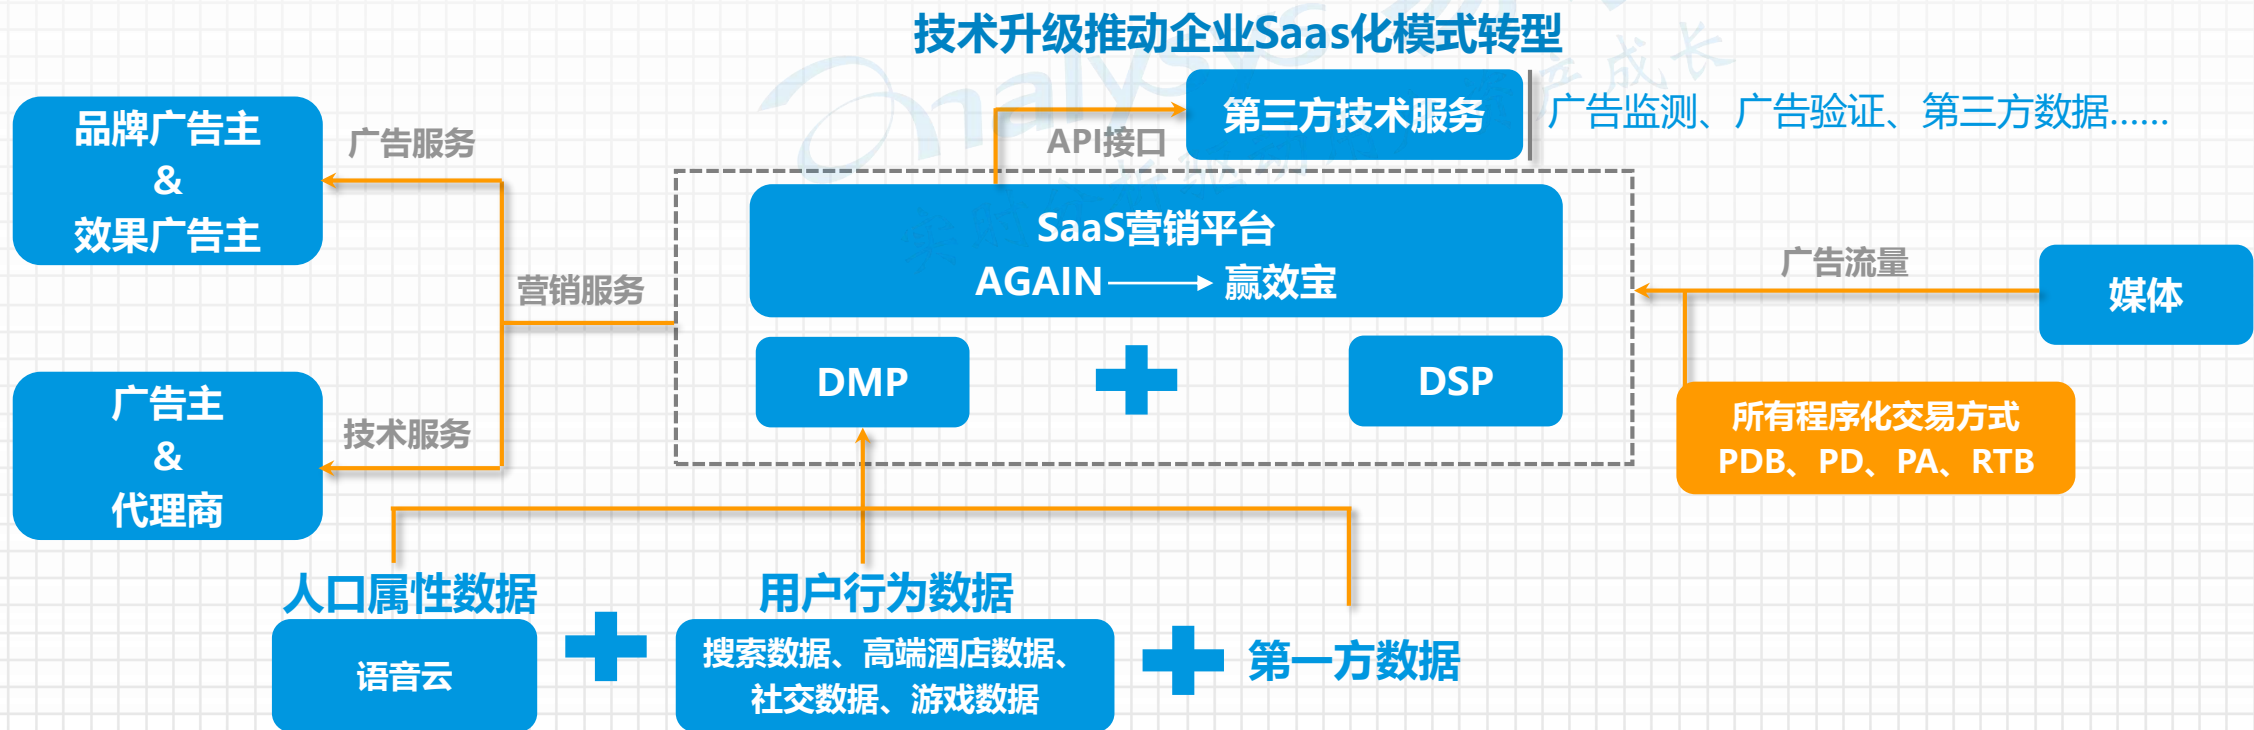 技术升级推动企业Saas化模式转型
第三方技术服务
广告监测、广告验证、第三方数据......
API接口
品牌广告主
&
效果广告主
广告服务
SaaS营销平台
AGAIN
赢效宝
营销服务
广告流量
媒体
DMP
DSP
所有程序化交易方式
PDB、PD、PA、RTB
广告主
&
代理商
技术服务
人口属性数据
语音云
用户行为数据
搜索数据、高端酒店数据、
社交数据、游戏数据
第一方数据